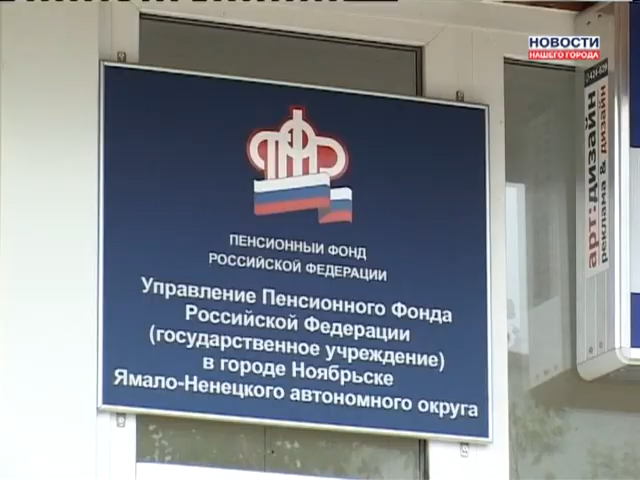 НОВОСТИ
НАШЕГО ГОРОДА
ПЕНСИОННЫЙ ФОНД
РОССИЙСКОЙ ФЕДЕРАЦИИ
Управление Пенсионного Фонда
Российской Федерации
(государственное учреждение)
в городе Ноябрьске
Ямало-Ненецкого автономного округа
арт:дизайн
реклама & дизайн